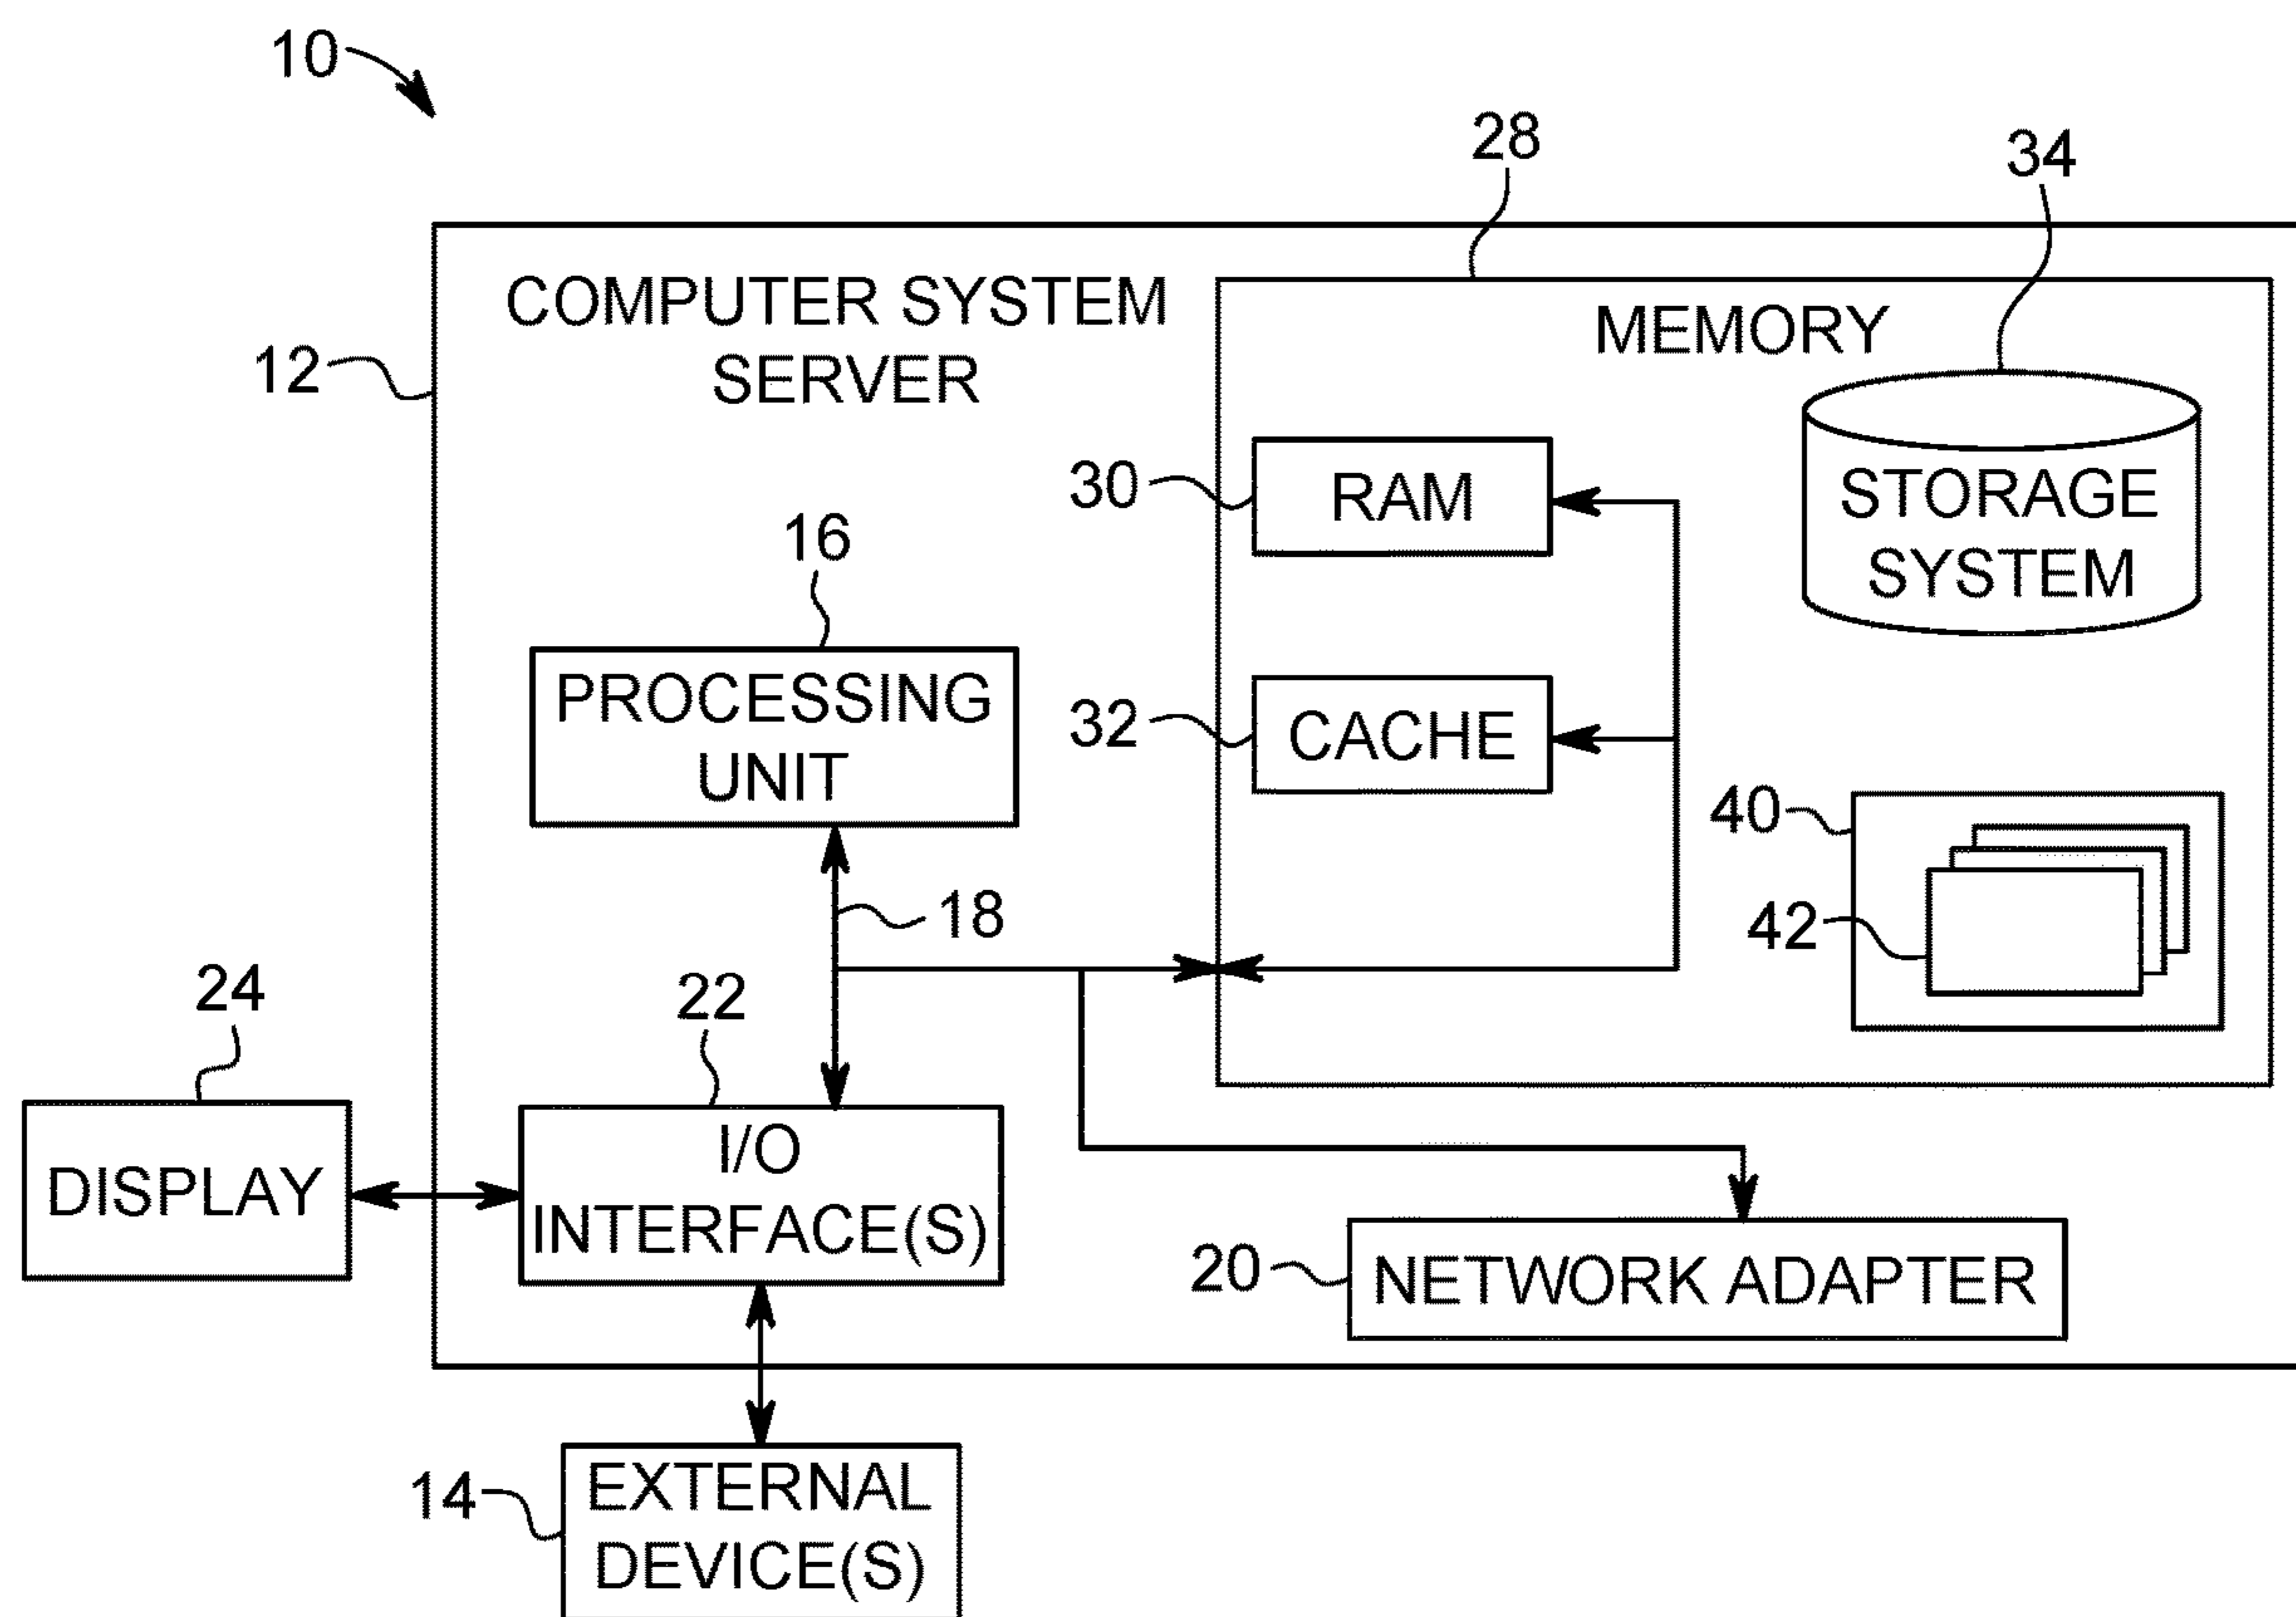 10
28
34
COMPUTER SYSTEM
SERVER
MEMORY
12
30
RAM
STORAGE
SYSTEM
16
PROCESSING
UNIT
32
CACHE
40
42
18
24
22
DISPLAY
I/O
INTERFACE(S)
20
NETWORK ADAPTER
14
EXTERNAL
DEVICE(S)